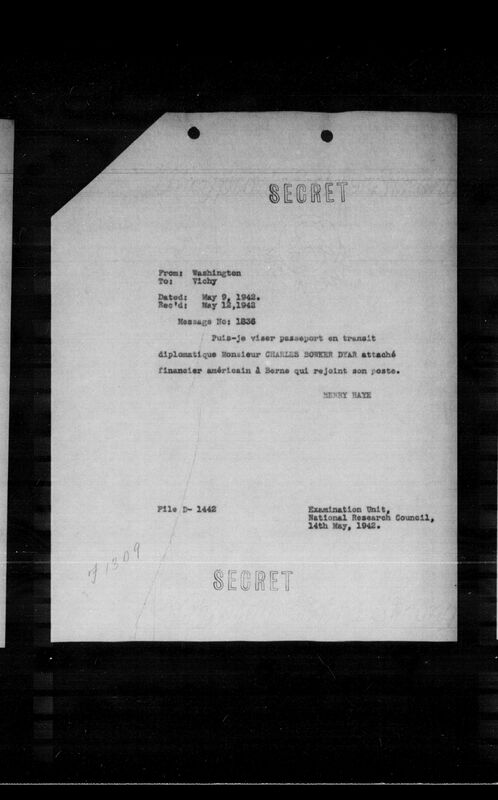 SECRET
From: Washington
To: Vichy
Dated: May 9, 1942.
Rec'd: May 12,1942
Message No: 1836
Puis-je viser passeport en transit
diplomatique Monsieur CHARLES BOWKER DYAR attaché
financier américain à Berne qui rejoint son poste.
HENRY HAYE
File D- 1442
Examination Unit,
National Research Council,
14th May, 1942.
F1309
SECRET